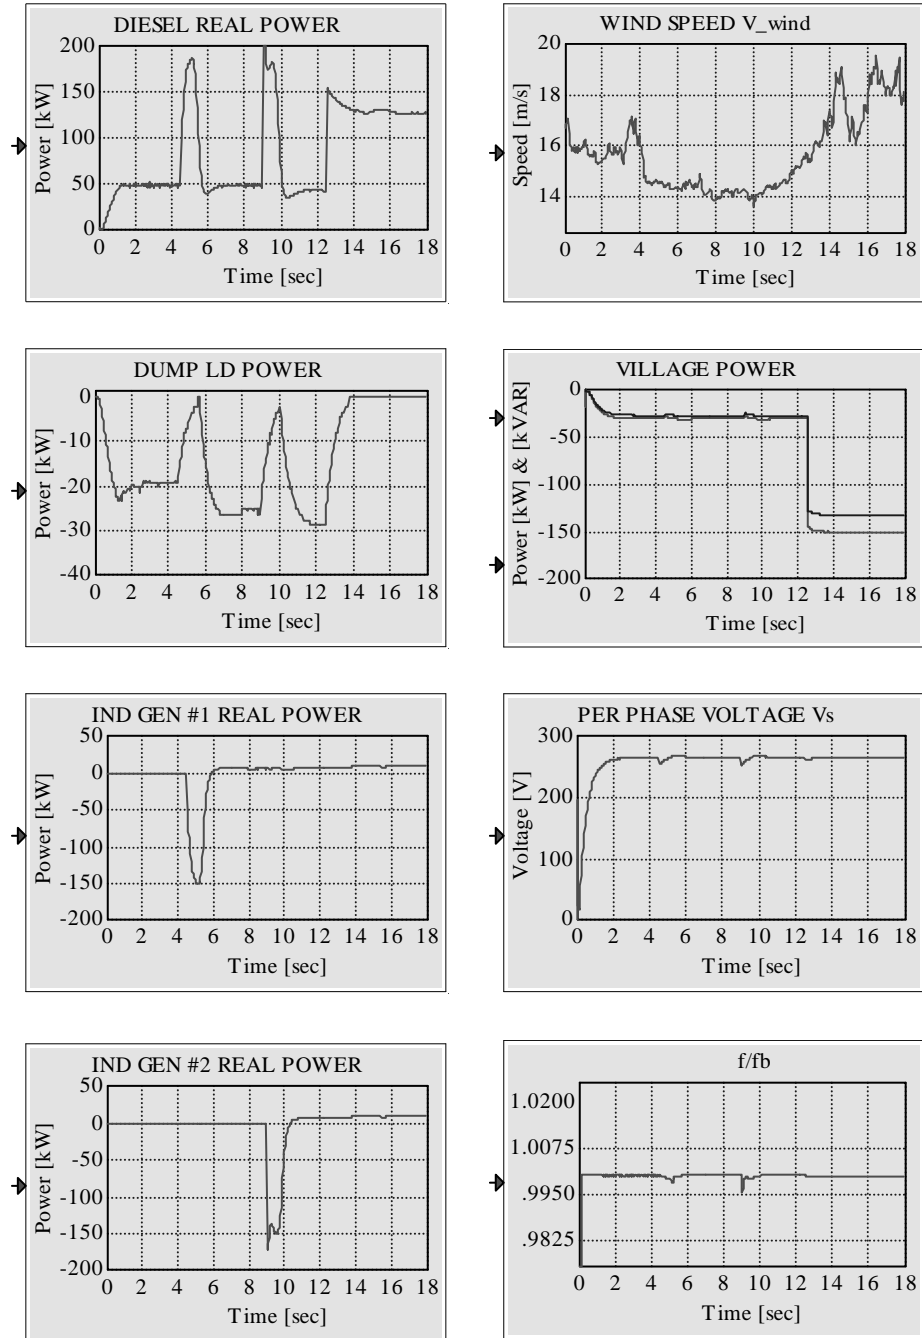 DIESEL REAL POWER
Power [kW]
200
150
100
50
0
0 2 4 6 8 10 12 14 16 18
Time [sec]
WIND SPEED V_wind
Speed [m/s]
20
18
16
14
0 2 4 6 8 10 12 14 16 18
Time [sec]
DUMP LD POWER
Power [kW]
0
-10
-20
-30
-40
0 2 4 6 8 10 12 14 16 18
Time [sec]
VILLAGE POWER
Power [kW] & [kVAR]
0
-50
-100
-150
-200
0 2 4 6 8 10 12 14 16 18
Time [sec]
IND GEN #1 REAL POWER
Power [kW]
50
0
-50
-100
-150
-200
0 2 4 6 8 10 12 14 16 18
Time [sec]
PER PHASE VOLTAGE Vs
Voltage [V]
300
200
100
0
0 2 4 6 8 10 12 14 16 18
Time [sec]
IND GEN #2 REAL POWER
Power [kW]
50
0
-50
-100
-150
-200
0 2 4 6 8 10 12 14 16 18
Time [sec]
f/fb
1.0200
1.0075
.9950
.9825
0 2 4 6 8 10 12 14 16 18
Time [sec]